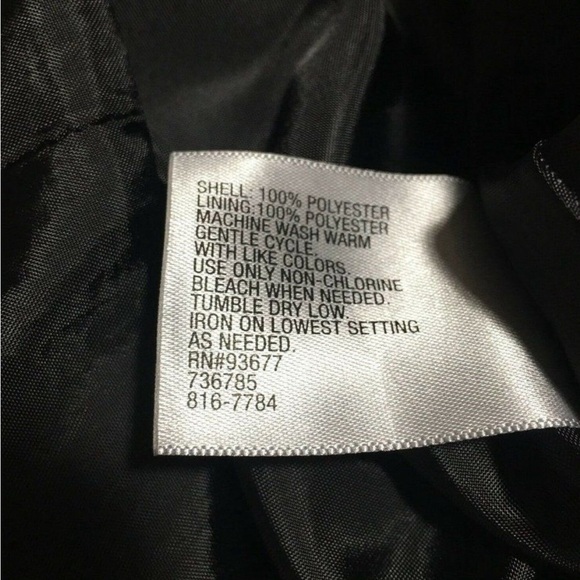 SHELL: 100% POLYESTER
LINING:100% POLYESTER
MACHINE WASH WARM
GENTLE CYCLE.
WITH LIKE COLORS.
USE ONLY NON-CHLORINE
BLEACH WHEN NEEDED.
TUMBLE DRY LOW.
IRON ON LOWEST SETTING
AS NEEDED.
RN#93677
736785
816-7784